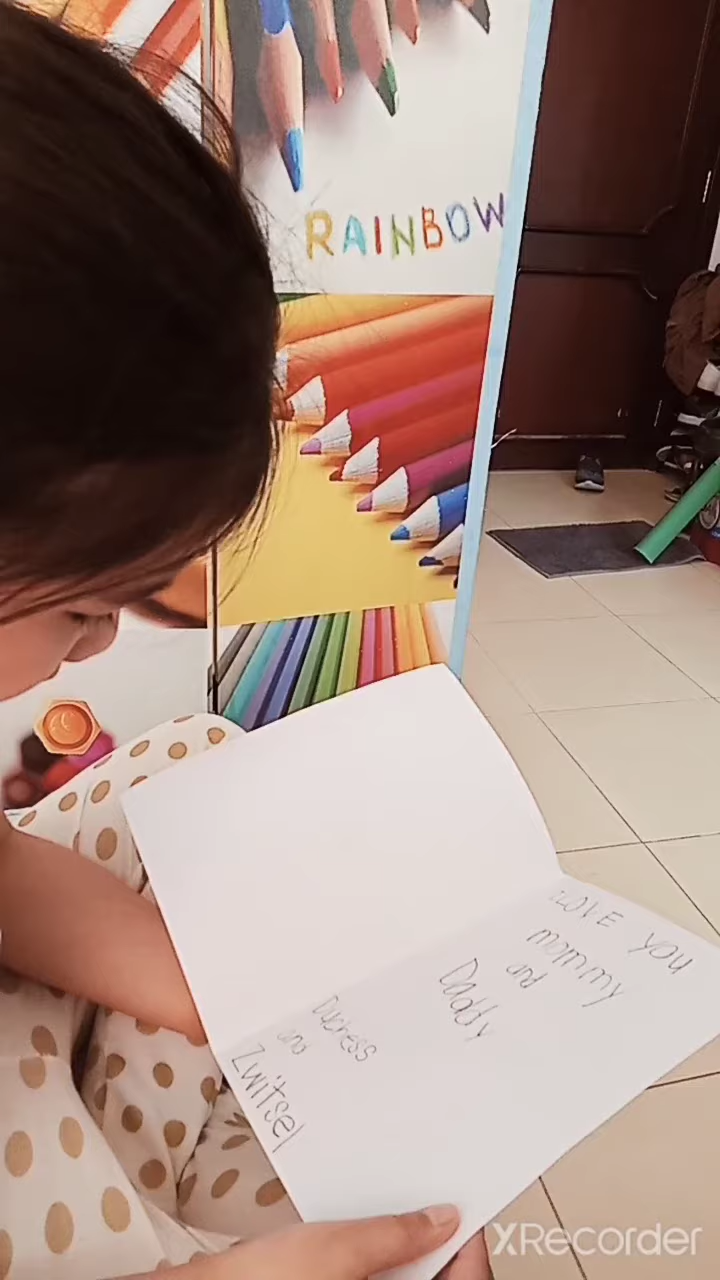 RAINBOW
I LOVE YOU
mommy
and
Daddy
Duchess
and
Zwitsel
XRecorder